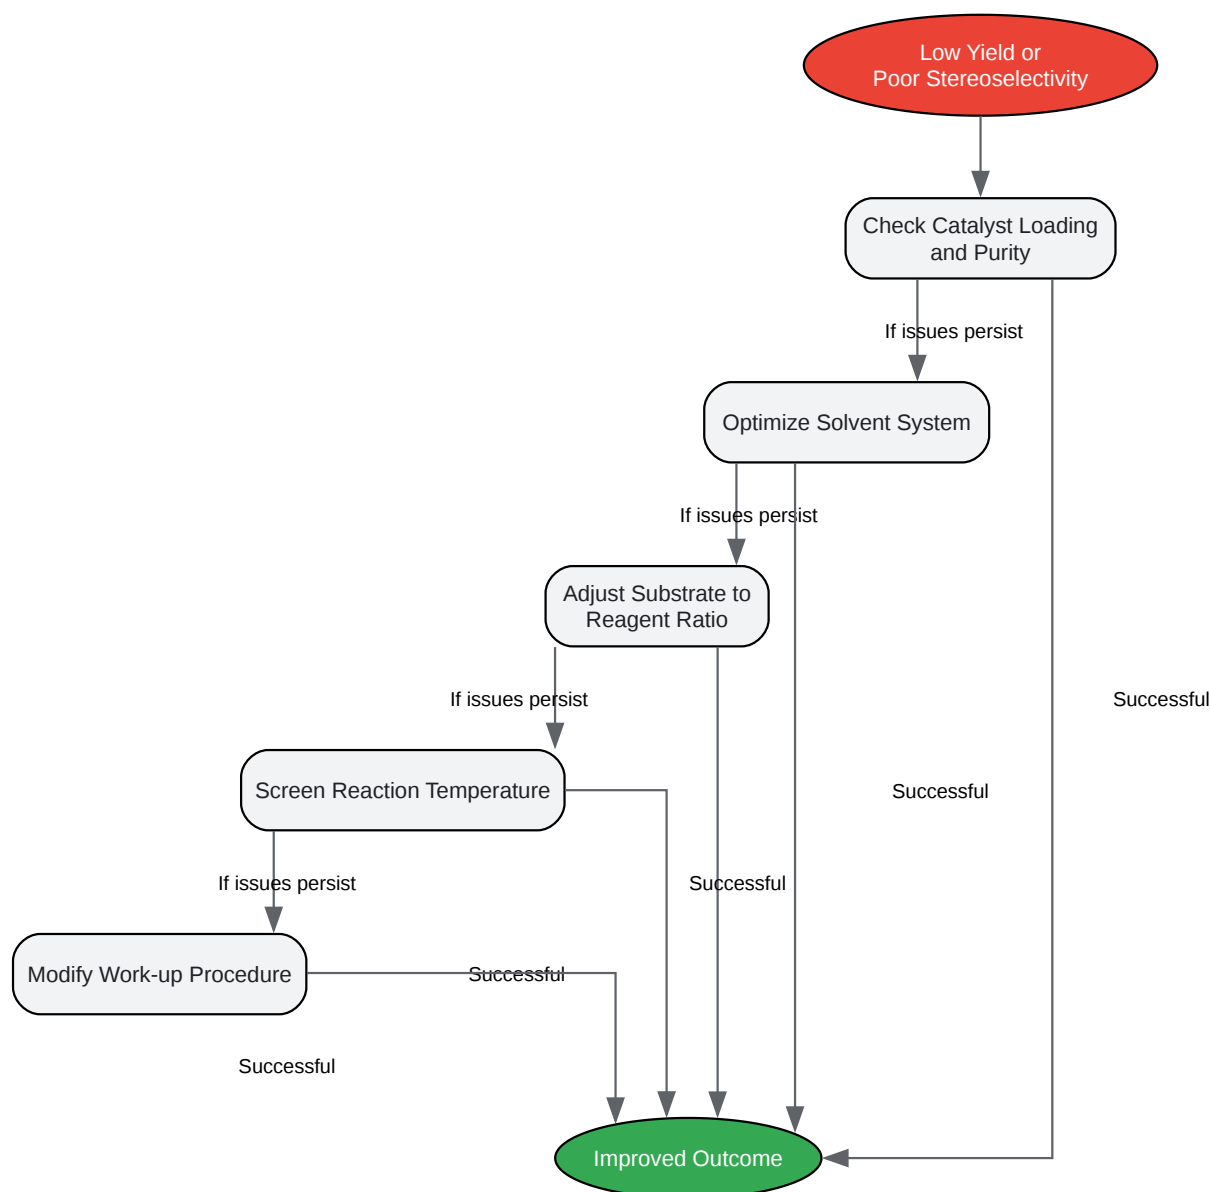 Low Yield or
Poor Stereoselectivity
Check Catalyst Loading
and Purity
If issues persist
Optimize Solvent System
If issues persist
Adjust Substrate to
Reagent Ratio
If issues persist
Successful
Screen Reaction Temperature
Successful
If issues persist
Successful
Modify Work-up Procedure
Successful
Successful
Improved Outcome